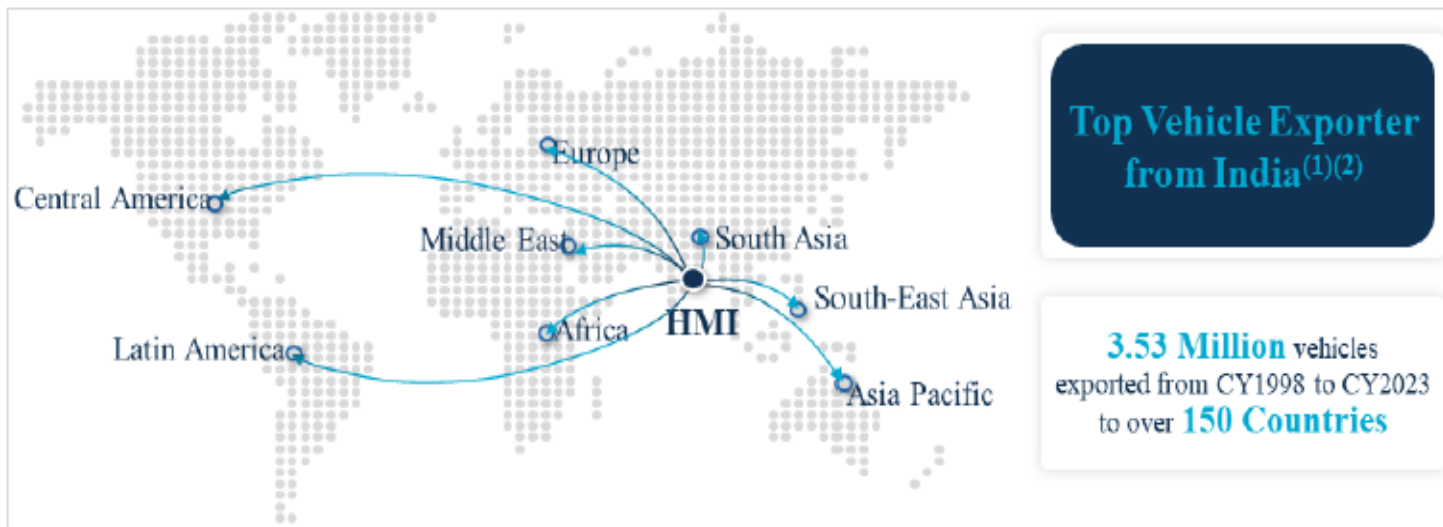 Europe
Central America
Middle East
South Asia
South-East Asia
HMI
Africa
Latin America
Asia Pacific
Top Vehicle Exporter
from India(1)(2)
3.53 Million vehicles
exported from CY1998 to CY2023
to over 150 Countries